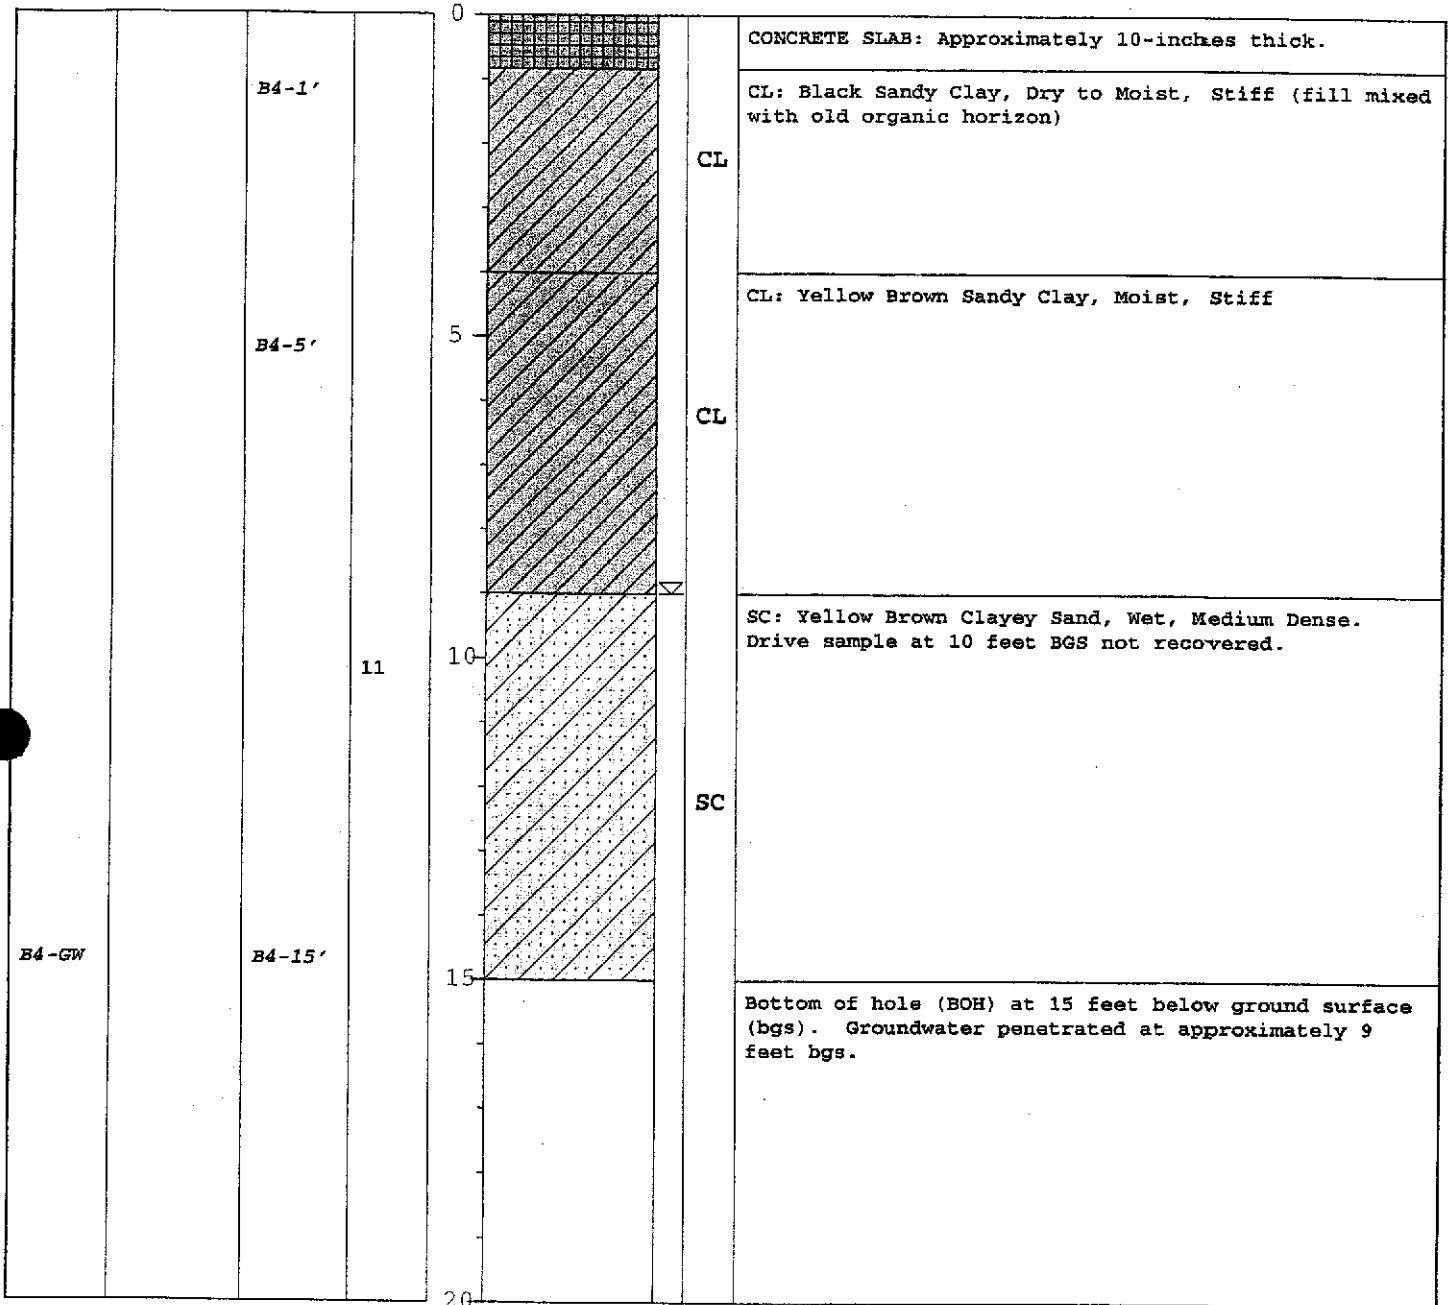 0
CONCRETE SLAB: Approximately 10-inches thick.
B4-1'
CL: Black Sandy Clay, Dry to Moist, Stiff (fill mixed
with old organic horizon)
CL
CL: Yellow Brown Sandy Clay, Moist, Stiff
5
B4-5'
CL
SC: Yellow Brown Clayey Sand, Wet, Medium Dense.
Drive sample at 10 feet BGS not recovered.
10
11
SC
B4-GW
B4-15'
15
Bottom of hole (BOH) at 15 feet below ground surface
(bgs). Groundwater penetrated at approximately 9
feet bgs.
20